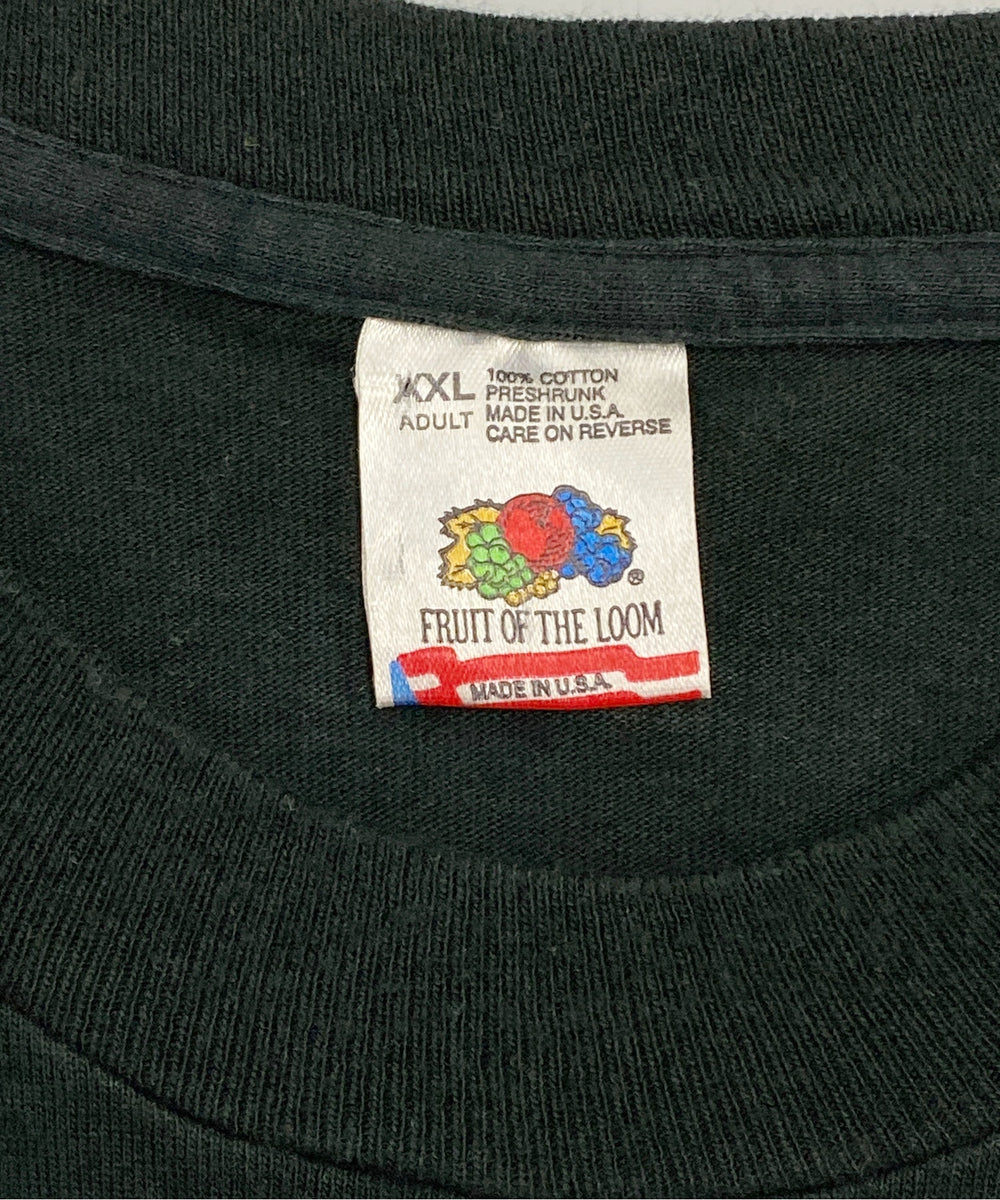 XXL
ADULT
100% COTTON
PRESHRUNK
MADE IN U.S.A.
CARE ON REVERSE
®
FRUIT OF THE LOOM
MADE IN U.S.A.